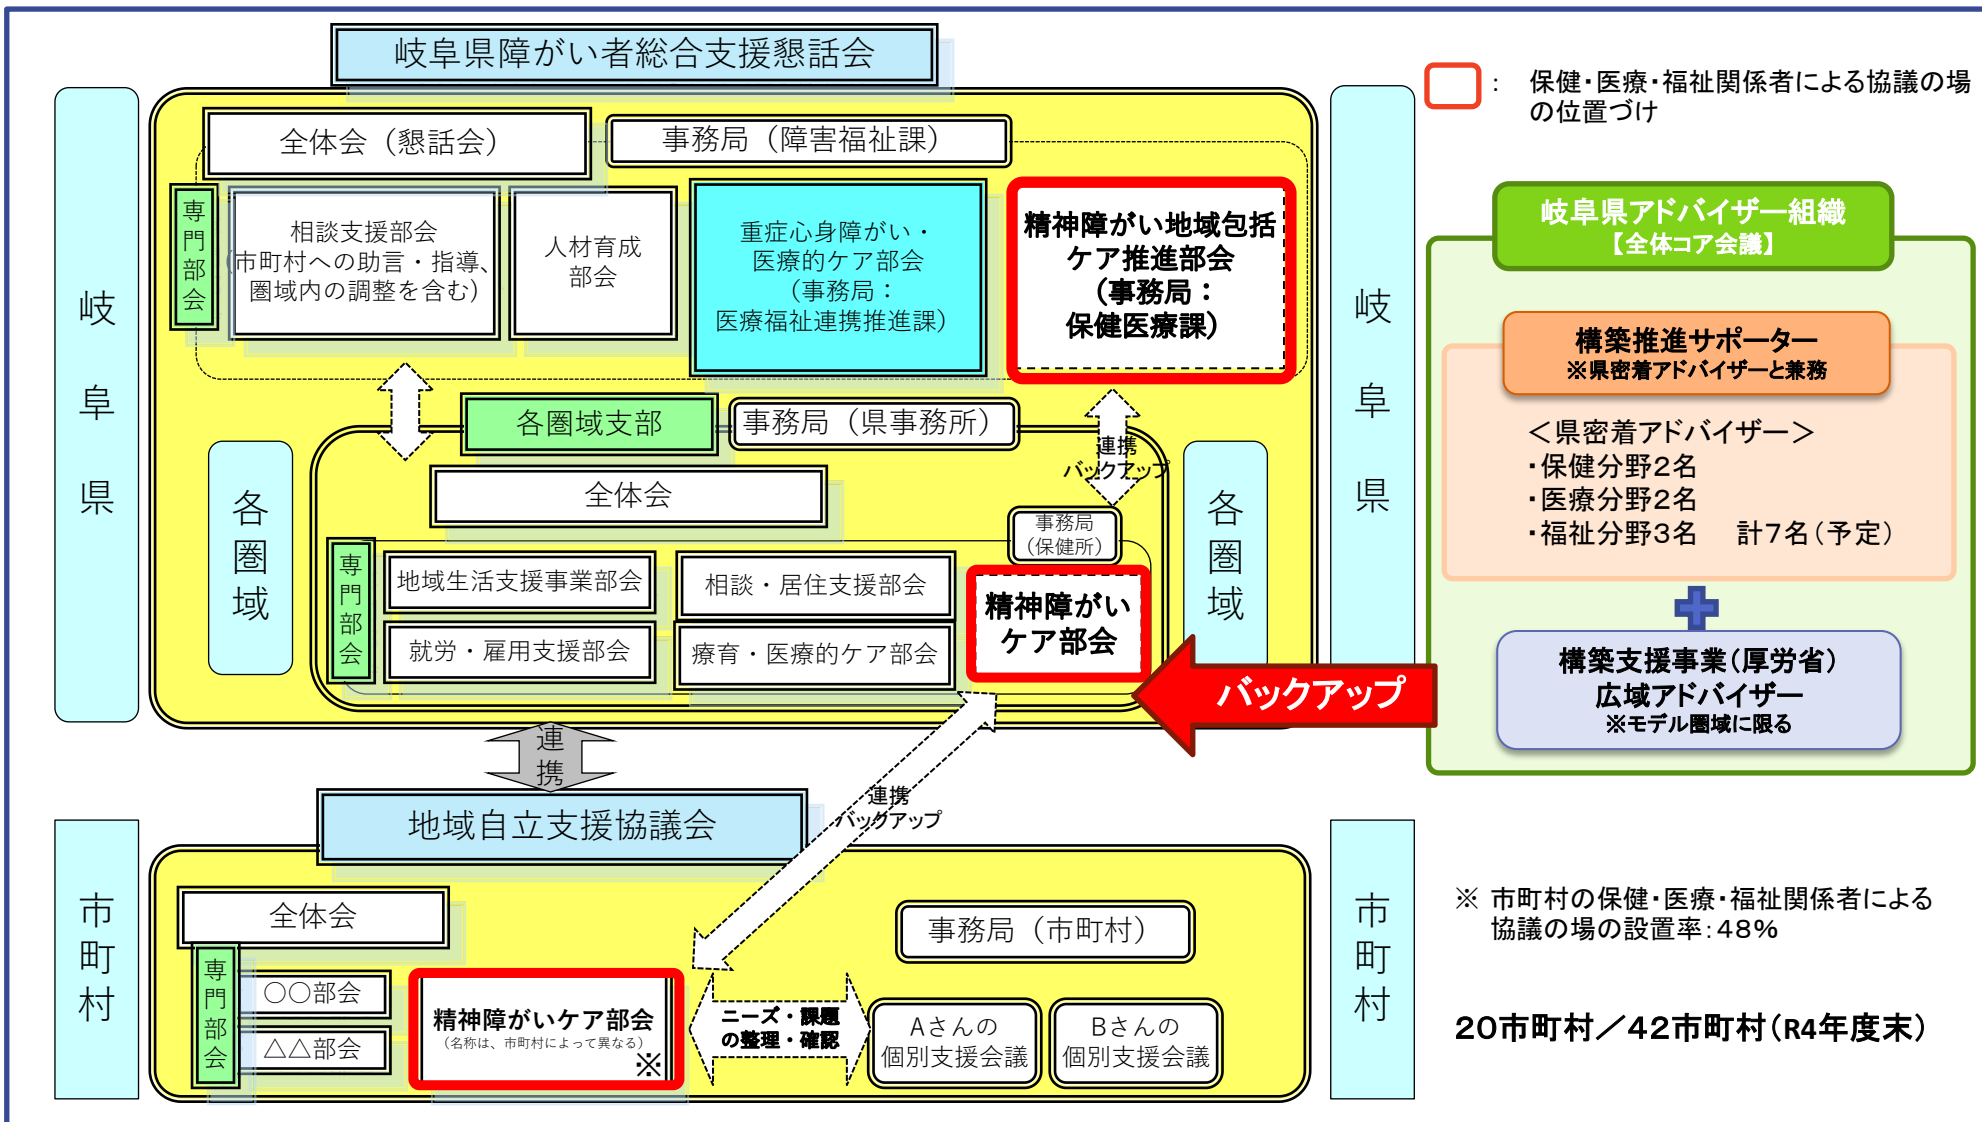 岐阜県障がい者総合支援懇話会
岐阜県
全体会（懇話会）
事務局（障害福祉課）
専門部会
相談支援部会
(市町村への助言・指導、
圏域内の調整を含む)
人材育成
部会
重症心身障がい・
医療的ケア部会
（事務局：
医療福祉連携推進課）
精神障がい地域包括
ケア推進部会
（事務局：
保健医療課）
岐阜県
各圏域
各圏域支部
事務局（県事務所）
連携
バックアップ
全体会
事務局
（保健所）
専門部会
地域生活支援事業部会
相談・居住支援部会
就労・雇用支援部会
療育・医療的ケア部会
精神障がい
ケア部会
各圏域
バックアップ
連携
連携
バックアップ
地域自立支援協議会
市町村
全体会
専門部会
〇〇部会
△△部会
精神障がいケア部会
（名称は、市町村によって異なる）
※
ニーズ・課題
の整理・確認
事務局（市町村）
Aさんの
個別支援会議
Bさんの
個別支援会議
市町村
： 保健・医療・福祉関係者による協議の場
の位置づけ
岐阜県アドバイザー組織
【全体コア会議】
構築推進サポーター
※県密着アドバイザーと兼務
＜県密着アドバイザー＞
・保健分野2名
・医療分野2名
・福祉分野3名 計7名（予定）
構築支援事業（厚労省）
広域アドバイザー
※モデル圏域に限る
※ 市町村の保健・医療・福祉関係者による
協議の場の設置率：48％
20市町村／42市町村（R4年度末）